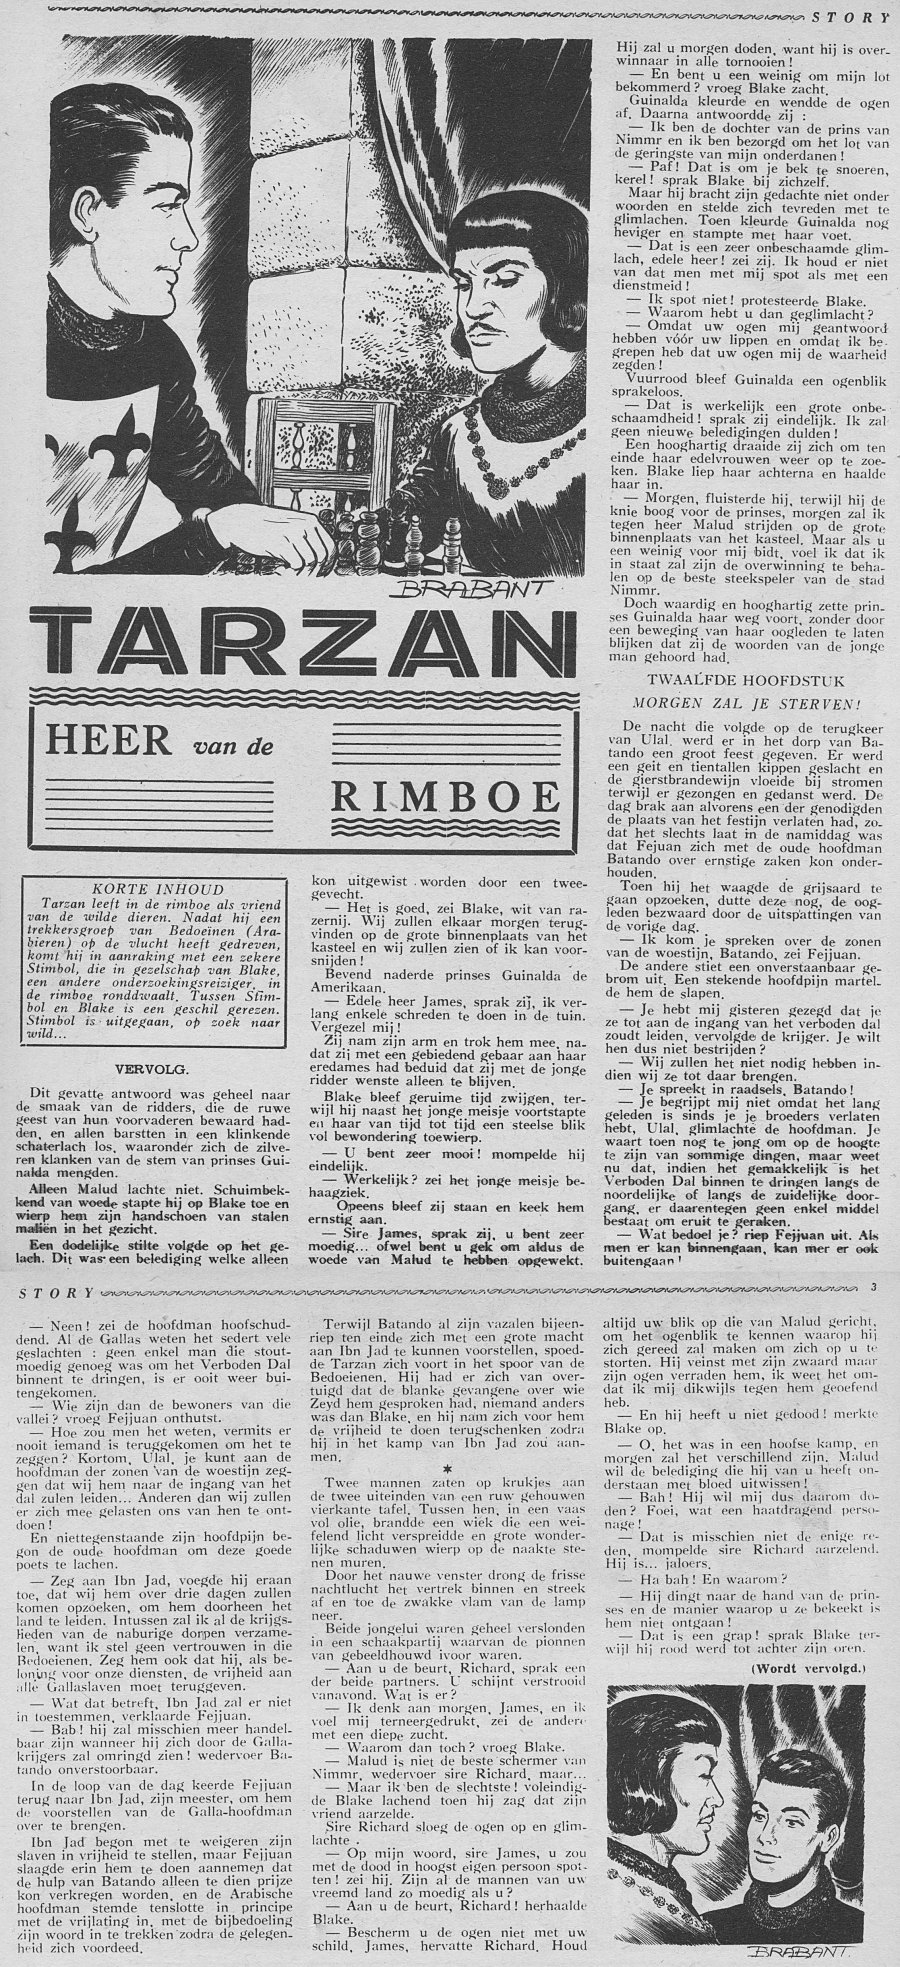 STORY
BRABANT
TARZAN
HEER van de
RIMBOE
KORTE INHOUD
Tarzan leeft in de rimboe als vriend
van de wilde dieren. Nadat hij een
trekkersgroep van Bedoeïnen (Ara-
bieren) op de vlucht heeft gedreven,
komt hij in aanraking met een zekere
Stimbol, die in gezelschap van Blake,
een andere onderzoekingsreiziger, in
de rimboe ronddwaalt. Tussen Stim-
bol en Blake is een geschil gerezen.
Stimbol is uitgegaan, op zoek naar
wild...
VERVOLG.
Dit gevatte antwoord was geheel naar
de smaak van de ridders, die de ruwe
geest van hun voorvaderen bewaard had-
den, en allen barstten in een klinkende
schaterlach los, waaronder zich de zilve-
ren klanken van de stem van prinses Gui-
nalda mengden.
Alleen Malud lachte niet. Schuimbek-
kend van woede stapte hij op Blake toe en
wierp hem zijn handschoen van stalen
maliën in het gezicht.
Een dodelijke stilte volgde op het ge-
lach. Dit was een belediging welke alleen
kon uitgewist worden door een twee-
gevecht.
— Het is goed, zei Blake, wit van ra-
zernij. Wij zullen elkaar morgen terug-
vinden op de grote binnenplaats van het
kasteel en wij zullen zien of ik kan voor-
snijden !
Bevend naderde prinses Guinalda de
Amerikaan.
— Edele heer James, sprak zij, ik ver-
lang enkele schreden te doen in de tuin.
Vergezel mij !
Zij nam zijn arm en trok hem mee, na-
dat zij met een gebiedend gebaar aan haar
eredames had beduid dat zij met de jonge
ridder wenste alleen te blijven.
Blake bleef geruime tijd zwijgen, ter-
wijl hij naast het jonge meisje voortstapte
en haar van tijd tot tijd een steelse blik
vol bewondering toewierp.
— U bent zeer mooi ! mompelde hij
eindelijk.
— Werkelijk ? zei het jonge meisje be-
haagziek.
Opeens bleef zij staan en keek hem
ernstig aan.
— Sire James, sprak zij, u bent zeer
moedig... ofwel bent u gek om aldus de
woede van Malud te hebben opgewekt.
Hij zal u morgen doden, want hij is over-
winnaar in alle tornooien !
— En bent u een weinig om mijn lot
bekommerd ? vroeg Blake zacht.
Guinalda kleurde en wendde de ogen
af. Daarna antwoordde zij :
— Ik ben de dochter van de prins van
Nimmr en ik ben bezorgd om het lot van
de geringste van mijn onderdanen !
— Paf ! Dat is om je bek te snoeren,
kerel ! sprak Blake bij zichzelf.
Maar hij bracht zijn gedachte niet onder
woorden en stelde zich tevreden met te
glimlachen. Toen kleurde Guinalda nog
heviger en stampte met haar voet.
— Dat is een zeer onbeschaamde glim-
lach, edele heer ! zei zij. Ik houd er niet
van dat men met mij spot als met een
dienstmeid !
— Ik spot niet ! protesteerde Blake.
— Waarom hebt u dan geglimlacht ?
— Omdat uw ogen mij geantwoord
hebben vóór uw lippen en omdat ik be-
grepen heb dat uw ogen mij de waarheid
zegden !
Vuurrood bleef Guinalda een ogenblik
sprakeloos.
— Dat is werkelijk een grote onbe-
schaamdheid ! sprak zij eindelijk. Ik zal
geen nieuwe beledigingen dulden !
Een hooghartig draaide zij zich om ten
einde haar edelvrouwen weer op te zoe-
ken. Blake liep haar achterna en haalde
haar in.
— Morgen, fluisterde hij, terwijl hij de
knie boog voor de prinses, morgen zal ik
tegen heer Malud strijden op de grote
binnenplaats van het kasteel. Maar als u
een weinig voor mij bidt, voel ik dat ik
in staat zal zijn de overwinning te beha-
len op de beste steekspeler van de stad
Nimmr.
Doch waardig en hooghartig zette prin-
ses Guinalda haar weg voort, zonder door
een beweging van haar oogleden te laten
blijken dat zij de woorden van de jonge
man gehoord had.
TWAALFDE HOOFDSTUK
MORGEN ZAL JE STERVEN!
De nacht die volgde op de terugkeer
van Ulal, werd er in het dorp van Ba-
tando een groot feest gegeven. Er werd
een geit en tientallen kippen geslacht en
de gierstbrandewijn vloeide bij stromen
terwijl er gezongen en gedanst werd. De
dag brak aan alvorens een der genodigden
de plaats van het festijn verlaten had, zo-
dat het slechts laat in de namiddag was
dat Fejuan zich met de oude hoofdman
Batando over ernstige zaken kon onder-
houden.
Toen hij het waagde de grijsaard te
gaan opzoeken, dutte deze nog, de oog-
leden bezwaard door de uitspattingen van
de vorige dag.
— Ik kom je spreken over de zonen
van de woestijn, Batando, zei Fejjuan.
De andere stiet een onverstaanbaar ge-
brom uit. Een stekende hoofdpijn martel-
de hem de slapen.
— Je hebt mij gisteren gezegd dat je
ze tot aan de ingang van het verboden dal
zoudt leiden, vervolgde de krijger. Je wilt
hen dus niet bestrijden ?
— Wij zullen het niet nodig hebben in-
dien wij ze tot daar brengen.
— Je spreekt in raadsels, Batando !
— Je begrijpt mij niet omdat het lang
geleden is sinds je je broeders verlaten
hebt, Ulal, glimlachte de hoofdman. Je
waart toen nog te jong om op de hoogte
te zijn van sommige dingen, maar weet
nu dat, indien het gemakkelijk is het
Verboden Dal binnen te dringen langs de
noordelijke of langs de zuidelijke door-
gang, er daarentegen geen enkel middel
bestaat om eruit te geraken.
— Wat bedoel je ? riep Fejjuan uit. Als
men er kan binnengaan, kan mer er ook
buitengaan !
STORY
3
— Neen ! zei de hoofdman hoofschud-
dend. Al de Gallas weten het sedert vele
geslachten : geen enkel man die stout-
moedig genoeg was om het Verboden Dal
binnent te dringen, is er ooit weer bui-
tengekomen.
— Wie zijn dan de bewoners van die
vallei ? vroeg Fejjuan onthutst.
— Hoe zou men het weten, vermits er
nooit iemand is teruggekomen om het te
zeggen ? Kortom, Ulal, je kunt aan de
hoofdman der zonen van de woestijn zeg-
gen dat wij hem naar de ingang van het
dal zulen leiden... Anderen dan wij zullen
er zich mee gelasten ons van hen te ont-
doen !
En niettegenstaande zijn hoofdpijn be-
gon de oude hoofdman om deze goede
poets te lachen.
— Zeg aan Ibn Jad, voegde hij eraan
toe, dat wij hem over drie dagen zullen
komen opzoeken, om hem doorheen het
land te leiden. Intussen zal ik al de krijgs-
lieden van de naburige dorpen verzame-
len, want ik stel geen vertrouwen in die
Bedoeïenen. Zeg hem ook dat hij, als be-
loning voor onze diensten, de vrijheid aan
alle Gallaslaven moet teruggeven.
— Wat dat betreft, Ibn Jad zal er niet
in toestemmen, verklaarde Fejjuan.
— Bab ! hij zal misschien meer handel-
baar zijn wanneer hij zich door de Galla-
krijgers zal omringd zien ! wedervoer Ba-
tando onverstoorbaar.
In de loop van de dag keerde Fejjuan
terug naar Ibn Jad, zijn meester, om hem
de voorstellen van de Galla-hoofdman
over te brengen.
Ibn Jad begon met te weigeren zijn
slaven in vrijheid te stellen, maar Fejjuan
slaagde erin hem te doen aannemen dat
de hulp van Batando alleen te dien prijze
kon verkregen worden, en de Arabische
hoofdman stemde tenslotte in principe
met de vrijlating in, met de bijbedoeling
zijn woord in te trekken zodra de gelegen-
heid zich voordeed.
Terwijl Batando al zijn vazalen bijeen-
riep ten einde zich met een grote macht
aan Ibn Jad te kunnen voorstellen, spoed-
de Tarzan zich voort in het spoor van de
Bedoeïenen. Hij had er zich van over-
tuigd dat de blanke gevangene over wie
Zeyd hem gesproken had, niemand anders
was dan Blake, en hij nam zich voor hem
de vrijheid te doen terugschenken zodra
hij in het kamp van Ibn Jad zou aan-
men.
*
Twee mannen zaten op krukjes aan
de twee uiteinden van een ruw gehouwen
vierkante tafel. Tussen hen, in een vaas
vol olie, brandde een wiek die een wei-
felend licht verspreidde en grote wonder-
lijke schaduwen wierp op de naakte ste-
nen muren.
Door het nauwe venster drong de frisse
nachtlucht het vertrek binnen en streek
af en toe de zwakke vlam van de lamp
neer.
Beide jongelui waren geheel verslonden
in een schaakpartij waarvan de pionnen
van gebeeldhouwd ivoor waren.
— Aan u de beurt, Richard, sprak een
der beide partners. U schijnt verstrooid
vanavond. Wat is er ?
— Ik denk aan morgen, James, en ik
voel mij terneergedrukt, zei de andere
met een diepe zucht.
— Waarom dan toch ? vroeg Blake.
— Malud is niet de beste schermer van
Nimmr, wedervoer sire Richard, maar...
— Maar ik ben de slechtste ! voleindig-
de Blake lachend toen hij zag dat zijn
vriend aarzelde.
Sire Richard sloeg de ogen op en glim-
lachte .
— Op mijn woord, sire James, u zou
met de dood in hoogst eigen persoon spot-
ten ! zei hij. Zijn al de mannen van uw
vreemd land zo moedig als u ?
— Aan u de beurt, Richard ! herhaalde
Blake.
— Bescherm u de ogen niet met uw
schild, James, hervatte Richard. Houd
altijd uw blik op die van Malud gericht,
om het ogenblik te kennen waarop hij
zich gereed zal maken om zich op u te
storten. Hij veinst met zijn zwaard maar
zijn ogen verraden hem, ik weet het om-
dat ik mij dikwijls tegen hem geoefend
heb.
— En hij heeft u niet gedood ! merkte
Blake op.
— O, het was in een hoofse kamp, en
morgen zal het verschillend zijn. Malud
wil de belediging die hij van u heeft on-
derstaan met bloed uitwissen !
— Bah ! Hij wil mij dus daarom do-
den ? Foei, wat een haatdragend perso-
nage !
— Dat is misschien niet de enige re-
den, mompelde sire Richard aarzelend.
Hij is... jaloers.
— Ha bah ! En waarom ?
— Hij dingt naar de hand van de prin-
ses en de manier waarop u ze bekeekt is
hem niet ontgaan !
— Dat is een grap ! sprak Blake ter-
wijl hij rood werd tot achter zijn oren.
(Wordt vervolgd.)
BRABANT.